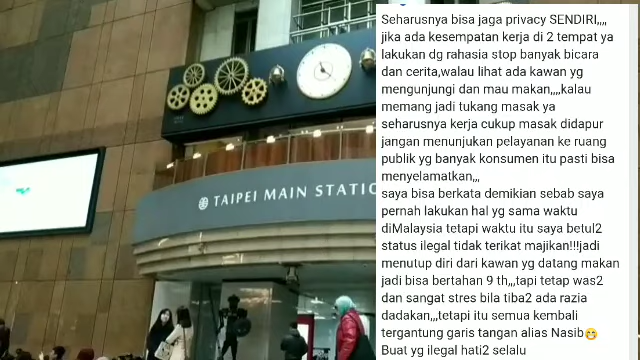 TAIPEI MAIN STATIO
Seharusnya bisa jaga privacy SENDIRI,,,,
jika ada kesempatan kerja di 2 tempat ya
lakukan dg rahasia stop banyak bicara
dan cerita,walau lihat ada kawan yg
mengunjungi dan mau makan,,,,kalau
memang jadi tukang masak ya
seharusnya kerja cukup masak didapur
jangan menunjukan pelayanan ke ruang
publik yg banyak konsumen itu pasti bisa
menyelamatkan,,,
saya bisa berkata demikian sebab saya
pernah lakukan hal yg sama waktu
diMalaysia tetapi waktu itu saya betul2
status ilegal tidak terikat majikan!!!jadi
menutup diri dari kawan yg datang makan
jadi bisa bertahan 9 th,,,tapi tetap was2
dan sangat stres bila tiba2 ada razia
dadakan,,,tetapi itu semua kembali
tergantung garis tangan alias Nasib😁
Buat yg ilegal hati2 selalu